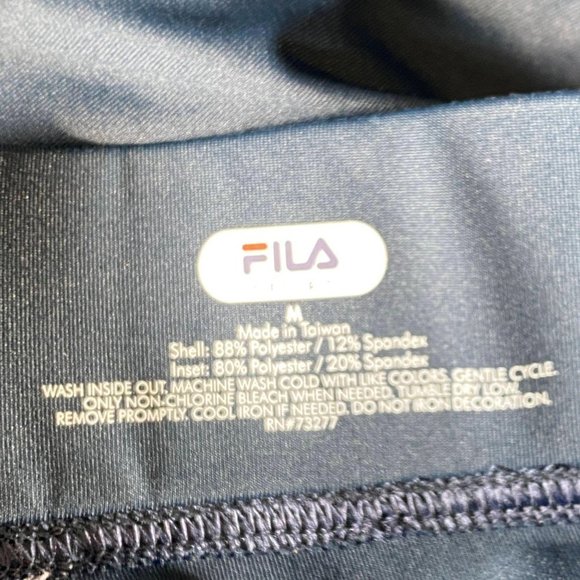 FILA
M
Made in Taiwan
Shell: 88% Polyester / 12% Spandex
Inset: 80% Polyester / 20% Spandex
WASH INSIDE OUT. MACHINE WASH COLD WITH LIKE COLORS. GENTLE CYCLE.
ONLY NON-CHLORINE BLEACH WHEN NEEDED. TUMBLE DRY LOW.
REMOVE PROMPTLY. COOL IRON IF NEEDED. DO NOT IRON DECORATION.
RN#73277